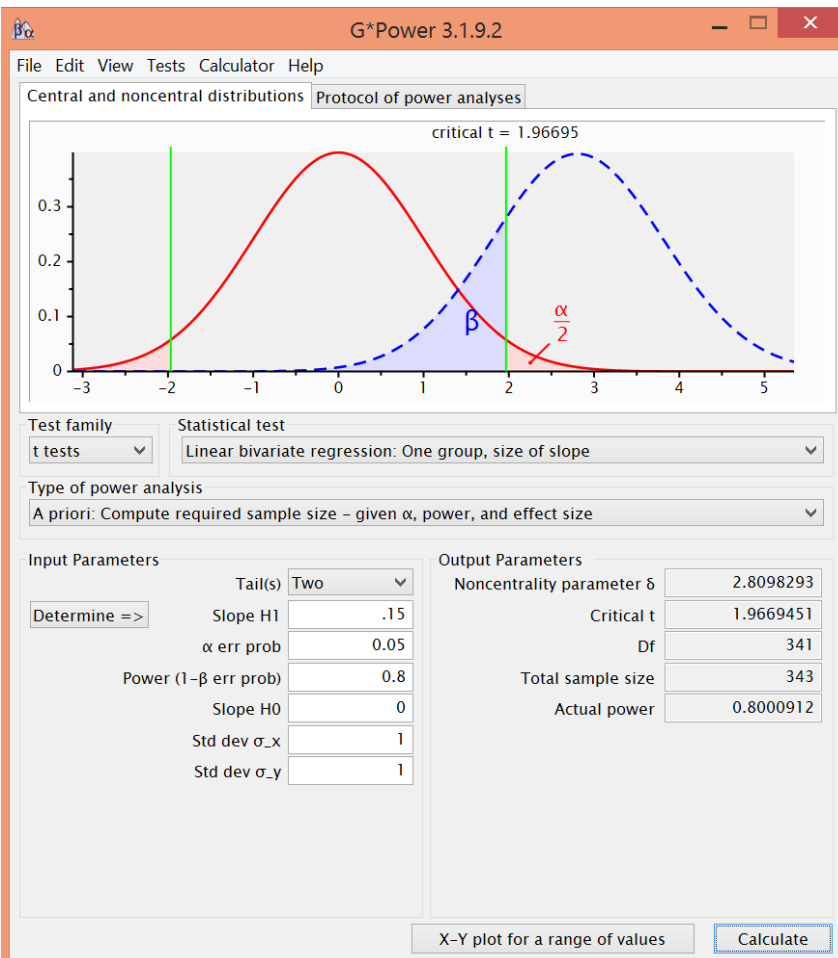 βα G*Power 3.1.9.2
File Edit View Tests Calculator Help
Central and noncentral distributions Protocol of power analyses
critical t = 1.96695
0.3
0.2
0.1
0
β
α
2
-3 -2 -1 0 1 2 3 4 5
Test family Statistical test
t tests Linear bivariate regression: One group, size of slope
Type of power analysis
A priori: Compute required sample size - given α, power, and effect size
Input Parameters Output Parameters
Tail(s) Two Noncentrality parameter δ 2.8098293
Determine => Slope H1 .15 Critical t 1.9669451
α err prob 0.05 Df 341
Power (1-β err prob) 0.8 Total sample size 343
Slope H0 0 Actual power 0.8000912
Std dev σ_x 1
Std dev σ_y 1
X-Y plot for a range of values Calculate